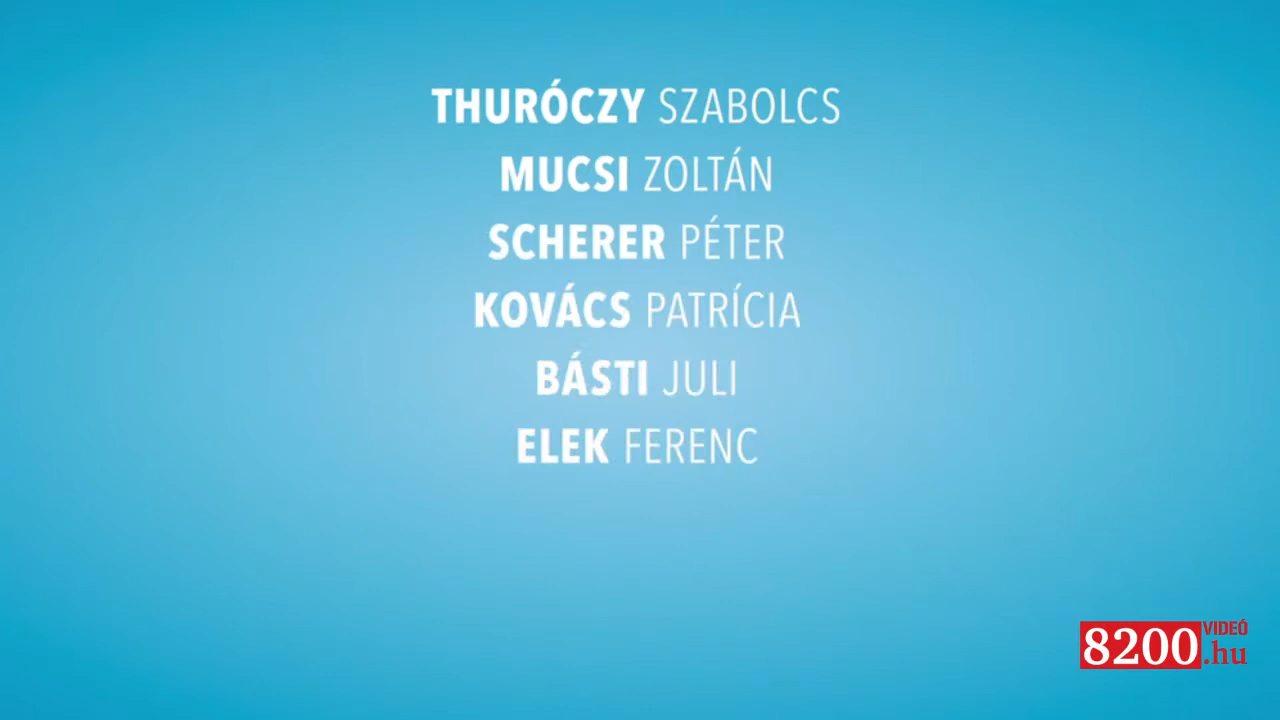 THURÓCZY SZABOLCS
MUCSI ZOLTÁN
SCHERER PÉTER
KOVÁCS PATRÍCIA
BÁSTI JULI
ELEK FERENC
8200 VIDEÓ
.hu